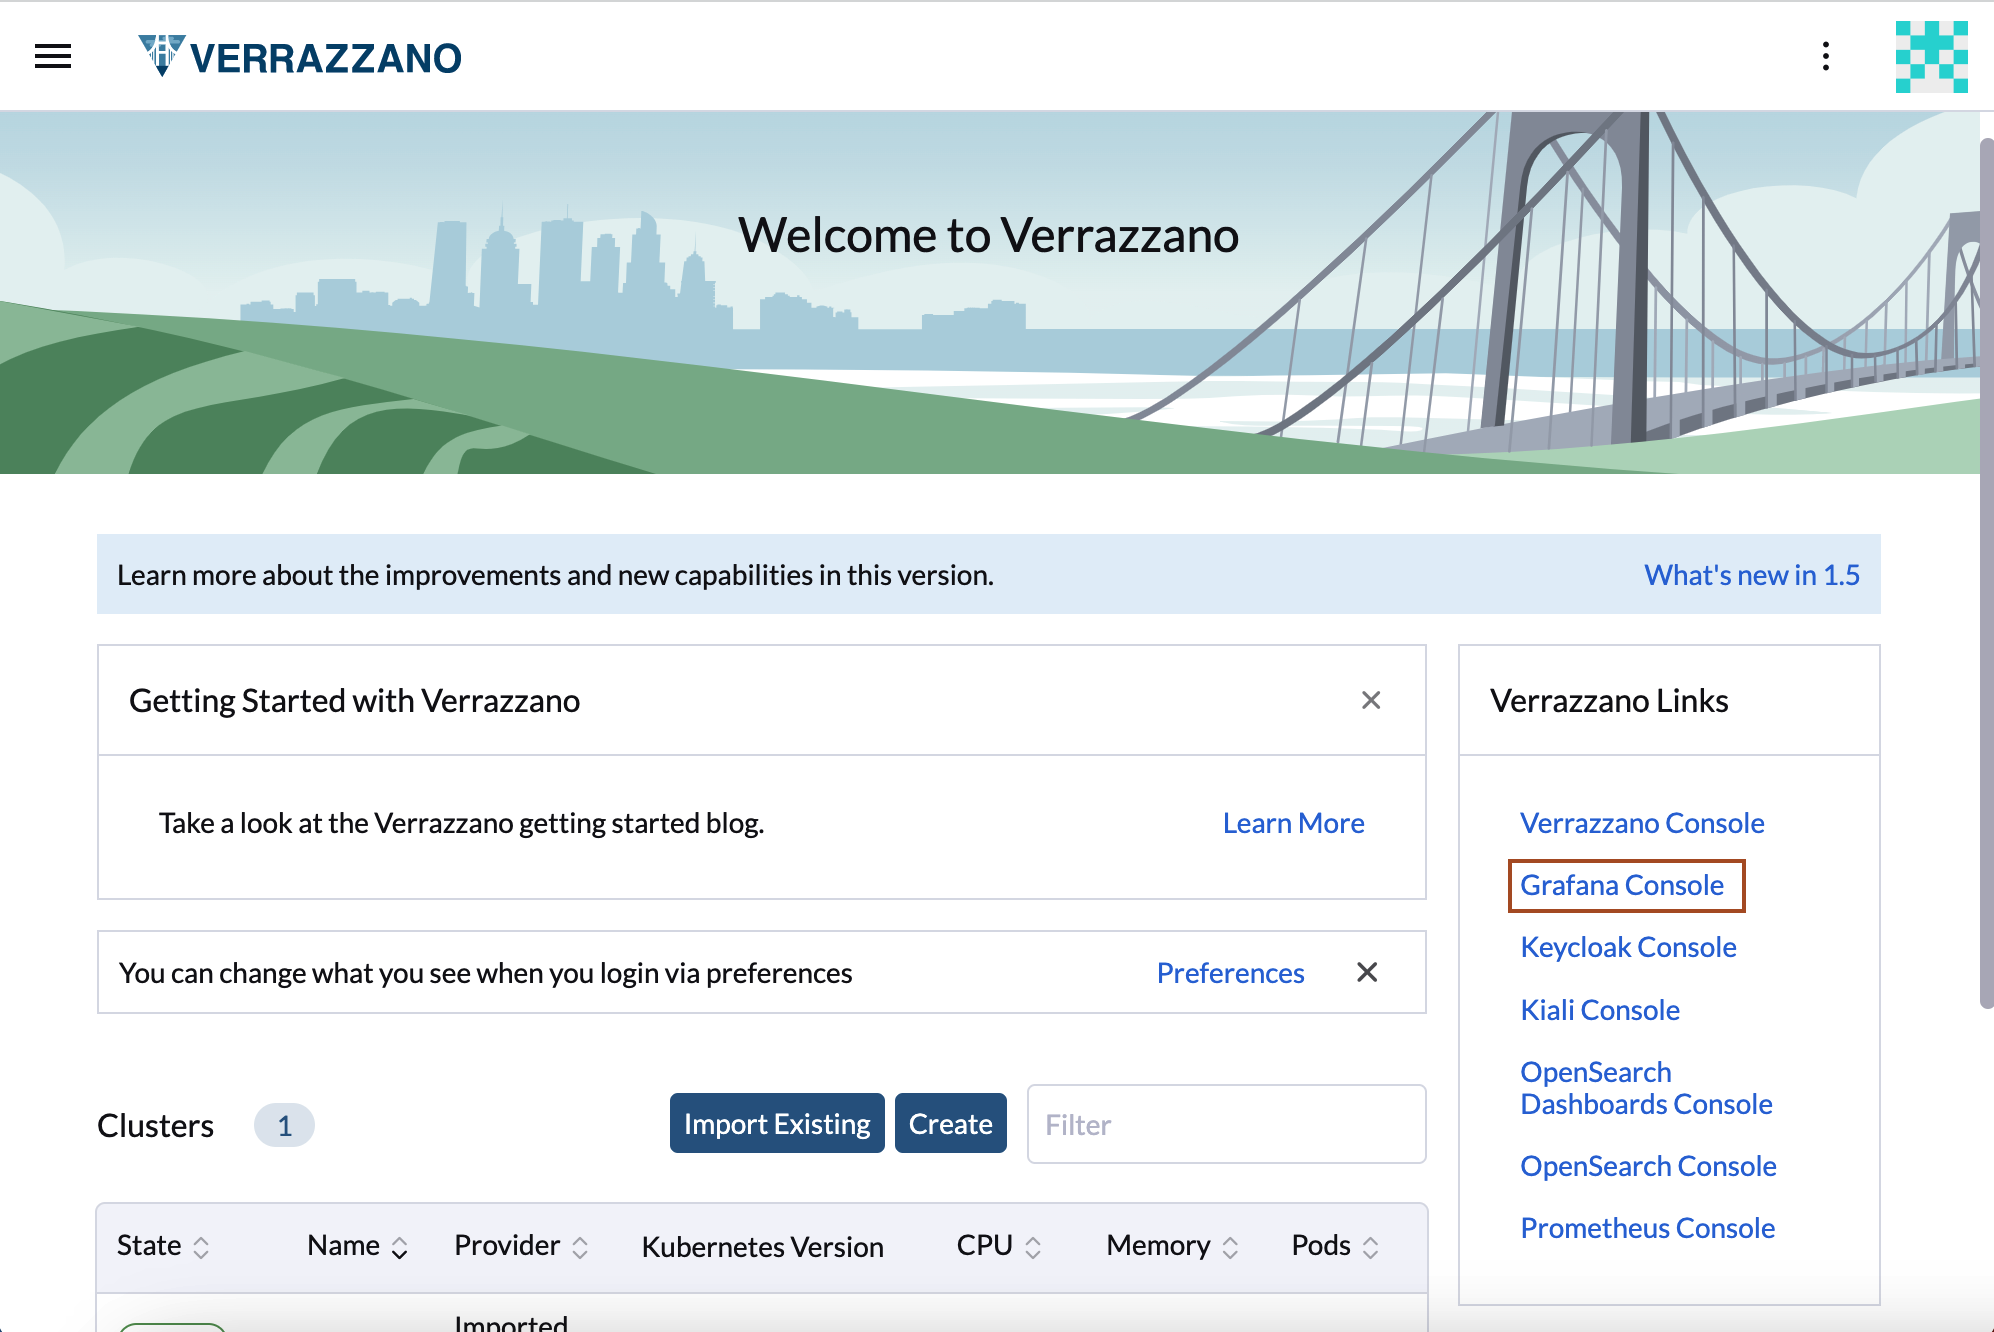 VERRAZZANO
Welcome to Verrazzano
Learn more about the improvements and new capabilities in this version.
What's new in 1.5
Getting Started with Verrazzano
Take a look at the Verrazzano getting started blog.
Learn More
You can change what you see when you login via preferences
Preferences
Clusters
1
Import Existing
Create
Filter
State
Name
Provider
Kubernetes Version
CPU
Memory
Pods
Imported
Verrazzano Links
Verrazzano Console
Grafana Console
Keycloak Console
Kiali Console
OpenSearch
Dashboards Console
OpenSearch Console
Prometheus Console